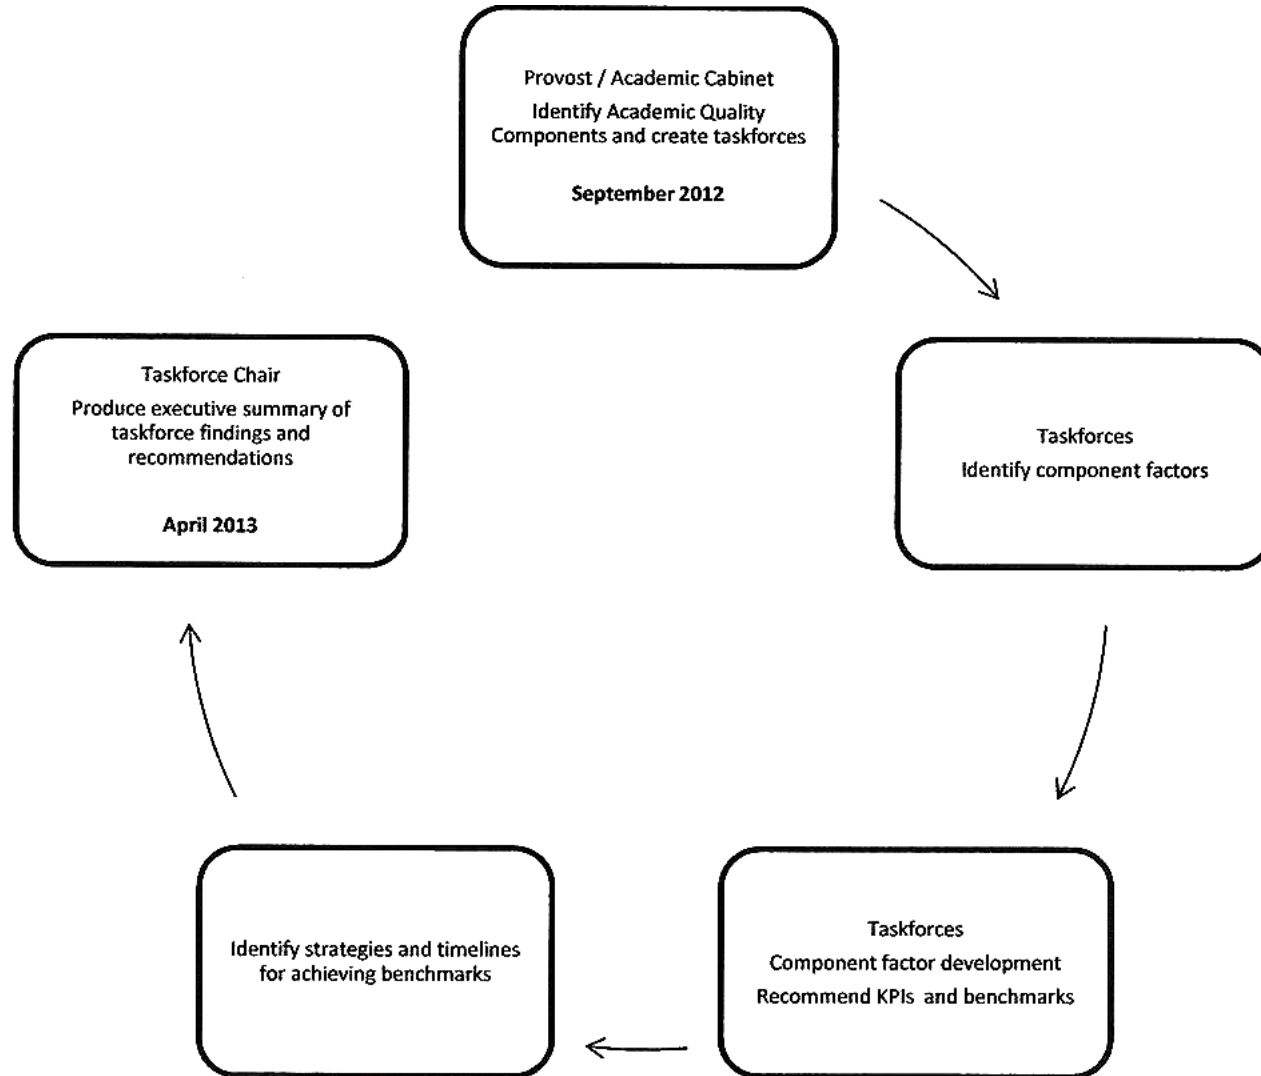 Provost / Academic Cabinet
Identify Academic Quality
Components and create taskforces
September 2012
Taskforces
Identify component factors
Taskforces
Component factor development
Recommend KPIs and benchmarks
Identify strategies and timelines
for achieving benchmarks
Taskforce Chair
Produce executive summary of
taskforce findings and
recommendations
April 2013